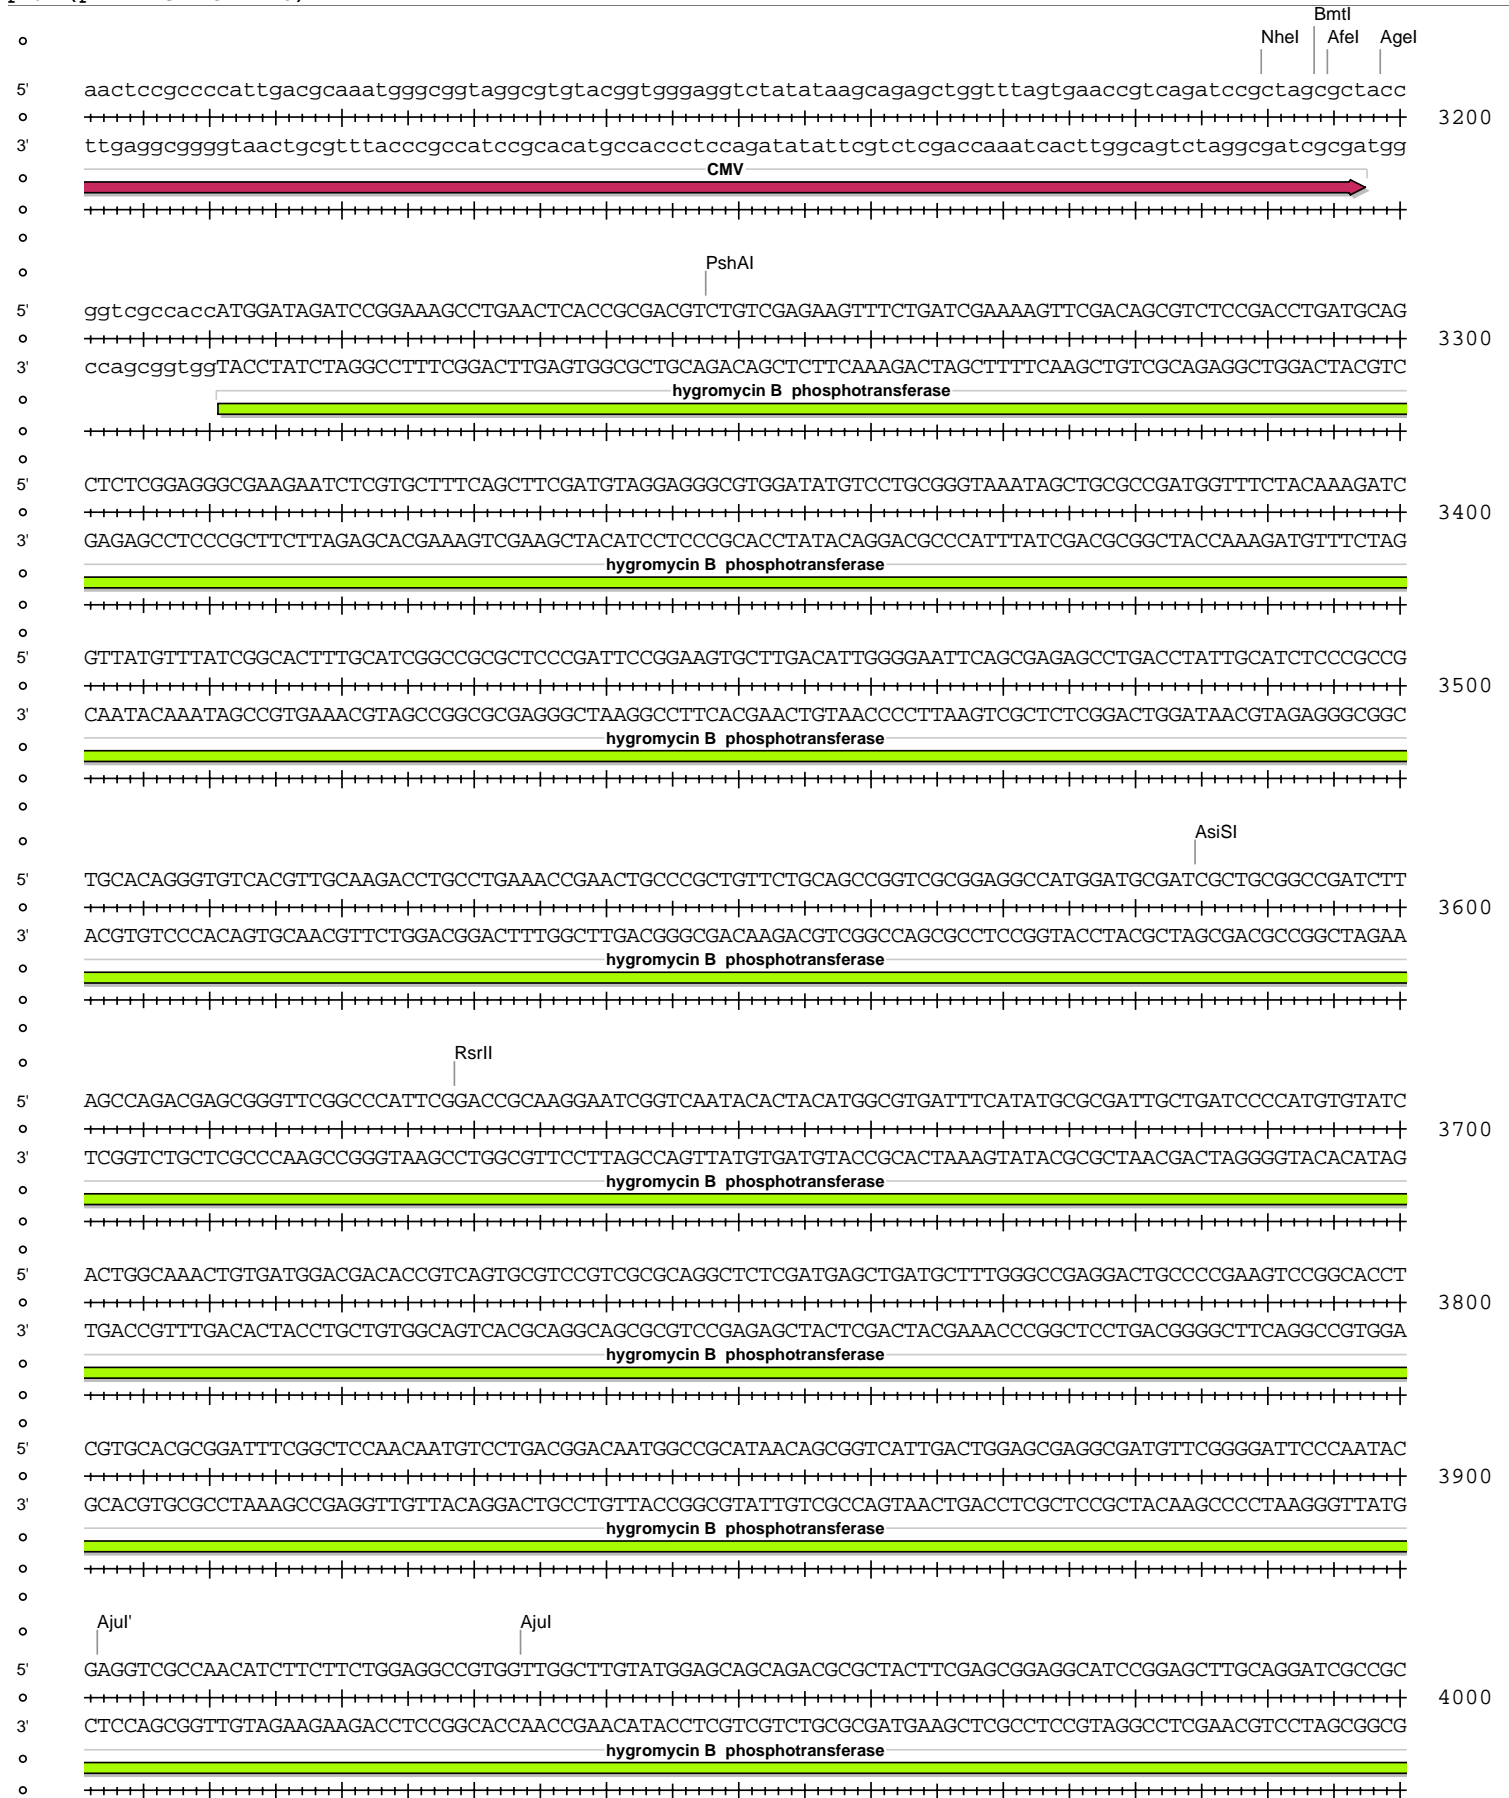 BmtI
NheI AfeI AgeI
5' aactccgccccattgacgcaaatgggcggtaggcgtgtacggtgggaggtctatataagcagagctggtttagtgaaccgtcagatccgctagcgctacc
3200
3' ttgaggcggggtaactgcgtttacccgccatccgcacatgccaccctccagatatattcgtctcgaccaaatcacttggcagtctaggcgatcgcgatgg
CMV
PshAI
5' ggtcgccaccATGGATAGATCCGGAAAGCCTGAACTCACCGCGACGTCTGTCGAGAAGTTTCTGATCGAAAAGTTCGACAGCGTCTCCGACCTGATGCAG
3300
3' ccagcggtggTACCTATCTAGGCCTTTCGGACTTGAGTGGCGCTGCAGACAGCTCTTCAAAGACTAGCTTTTCAAGCTGTCGCAGAGGCTGGACTACGTC
hygromycin B phosphotransferase
5' CTCTCGGAGGGCGAAGAATCTCGTGCTTTCAGCTTCGATGTAGGAGGGCGTGGATATGTCCTGCGGGTAAATAGCTGCGCCGATGGTTTCTACAAAGATC
3400
3' GAGAGCCTCCCGCTTCTTAGAGCACGAAAGTCGAAGCTACATCCTCCCGCACCTATACAGGACGCCCATTTATCGACGCGGCTACCAAAGATGTTTCTAG
hygromycin B phosphotransferase
5' GTTATGTTTATCGGCACTTTGCATCGGCCGCGCTCCCGATTCCGGAAGTGCTTGACATTGGGGAATTCAGCGAGAGCCTGACCTATTGCATCTCCCGCCG
3500
3' CAATACAAATAGCCGTGAAACGTAGCCGGCGCGAGGGCTAAGGCCTTCACGAACTGTAACCCCTTAAGTCGCTCTCGGACTGGATAACGTAGAGGGCGGC
hygromycin B phosphotransferase
AsiSI
5' TGCACAGGGTGTCACGTTGCAAGACCTGCCTGAAACCGAACTGCCCGCTGTTCTGCAGCCGGTCGCGGAGGCCATGGATGCGATCGCTGCGGCCGATCTT
3600
3' ACGTGTCCCACAGTGCAACGTTCTGGACGGACTTTGGCTTGACGGGCGACAAGACGTCGGCCAGCGCCTCCGGTACCTACGCTAGCGACGCCGGCTAGAA
hygromycin B phosphotransferase
RsrII
5' AGCCAGACGAGCGGGTTCGGCCCATTCGGACCGCAAGGAATCGGTCAATACACTACATGGCGTGATTTCATATGCGCGATTGCTGATCCCCATGTGTATC
3700
3' TCGGTCTGCTCGCCCAAGCCGGGTAAGCCTGGCGTTCCTTAGCCAGTTATGTGATGTACCGCACTAAAGTATACGCGCTAACGACTAGGGGTACACATAG
hygromycin B phosphotransferase
5' ACTGGCAAACTGTGATGGACGACACCGTCAGTGCGTCCGTCGCGCAGGCTCTCGATGAGCTGATGCTTTGGGCCGAGGACTGCCCCGAAGTCCGGCACCT
3800
3' TGACCGTTTGACACTACCTGCTGTGGCAGTCACGCAGGCAGCGCGTCCGAGAGCTACTCGACTACGAAACCCGGCTCCTGACGGGGCTTCAGGCCGTGGA
hygromycin B phosphotransferase
5' CGTGCACGCGGATTTCGGCTCCAACAATGTCCTGACGGACAATGGCCGCATAACAGCGGTCATTGACTGGAGCGAGGCGATGTTCGGGGATTCCCAATAC
3900
3' GCACGTGCGCCTAAAGCCGAGGTTGTTACAGGACTGCCTGTTACCGGCGTATTGTCGCCAGTAACTGACCTCGCTCCGCTACAAGCCCCTAAGGGTTATG
hygromycin B phosphotransferase
AjuI' AjuI
5' GAGGTCGCCAACATCTTCTTCTGGAGGCCGTGGTTGGCTTGTATGGAGCAGCAGACGCGCTACTTCGAGCGGAGGCATCCGGAGCTTGCAGGATCGCCGC
4000
3' CTCCAGCGGTTGTAGAAGAAGACCTCCGGCACCAACCGAACATACCTCGTCGTCTGCGCGATGAAGCTCGCCTCCGTAGGCCTCGAACGTCCTAGCGGCG
hygromycin B phosphotransferase